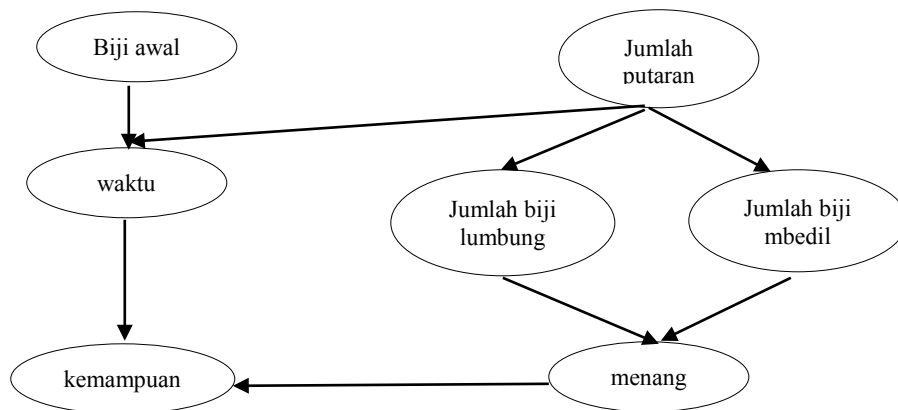 Biji awal
Jumlah
putaran
waktu
Jumlah biji
lumbung
Jumlah biji
mbedil
kemampuan
menang